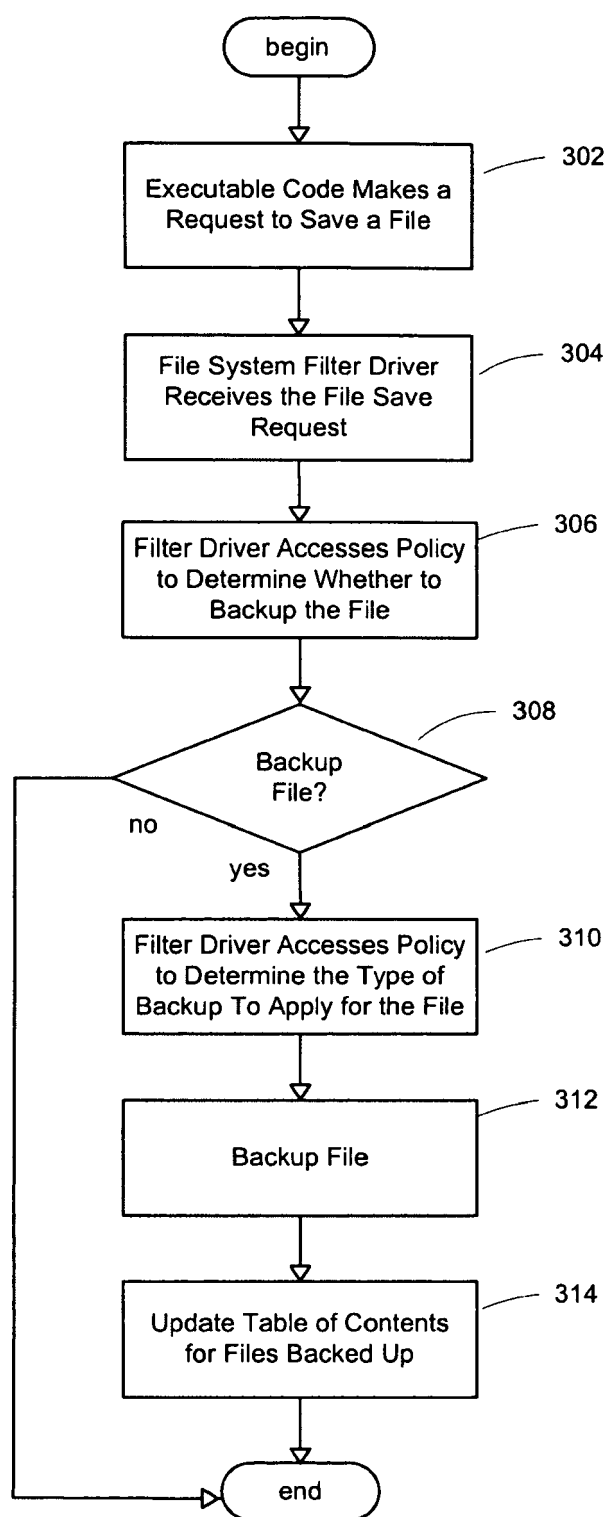 begin
302
Executable Code Makes a
Request to Save a File
304
File System Filter Driver
Receives the File Save
Request
306
Filter Driver Accesses Policy
to Determine Whether to
Backup the File
308
Backup
File?
no
yes
310
Filter Driver Accesses Policy
to Determine the Type of
Backup To Apply for the File
312
Backup File
314
Update Table of Contents
for Files Backed Up
end